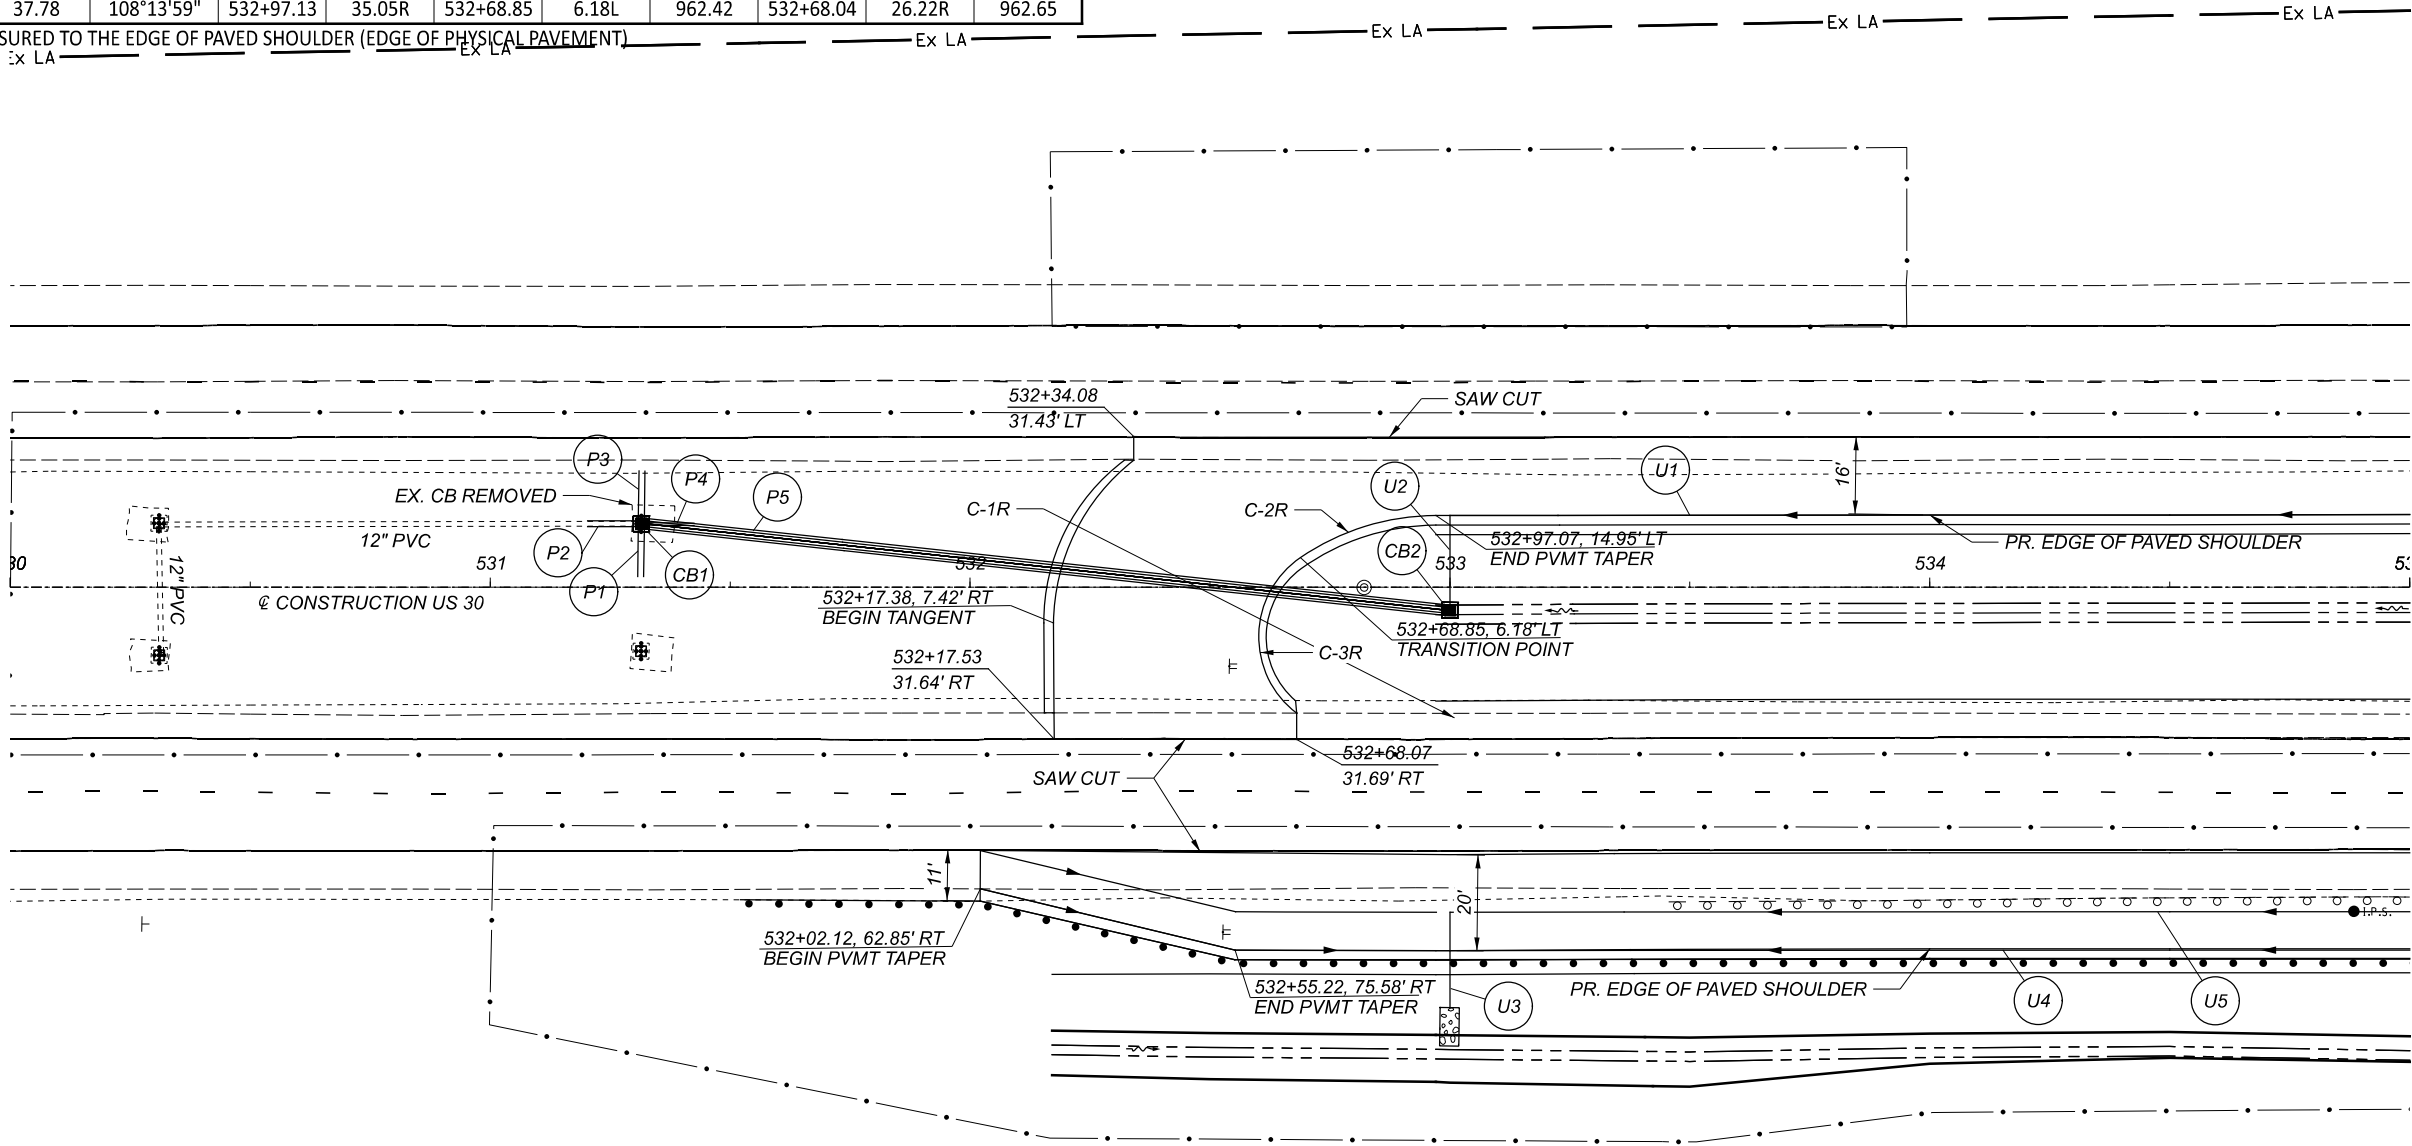 37.78 108°13'59" 532+97.13 35.05R 532+68.85 6.18L 962.42 532+68.04 26.22R 962.65
SURED TO THE EDGE OF PAVED SHOULDER (EDGE OF PHYSICAL PAVEMENT)
Ex LA
Ex LA
Ex LA
Ex LA
Ex LA
Ex LA
532+34.08
31.43' LT
SAW CUT
P3
P4
P5
EX. CB REMOVED
U2
U1
16'
C-1R
C-2R
12" PVC
P2
P1
CB1
CB2
532+97.07, 14.95' LT
END PVMT TAPER
PR. EDGE OF PAVED SHOULDER
30
531
532
533
534
53
12" PVC
℄ CONSTRUCTION US 30
532+17.38, 7.42' RT
BEGIN TANGENT
532+68.85, 6.18' LT
TRANSITION POINT
532+17.53
31.64' RT
C-3R
532+68.07
31.69' RT
SAW CUT
11'
20'
532+02.12, 62.85' RT
BEGIN PVMT TAPER
I.P.S.
532+55.22, 75.58' RT
END PVMT TAPER
U3
PR. EDGE OF PAVED SHOULDER
U4
U5